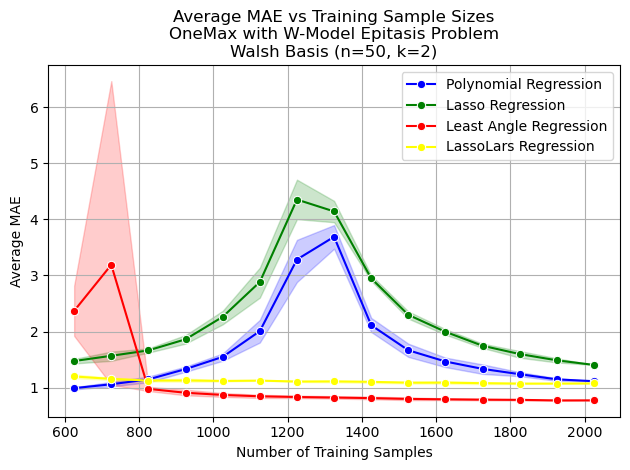 Average MAE vs Training Sample Sizes
OneMax with W-Model Epitasis Problem
Walsh Basis (n=50, k=2)
Polynomial Regression
Lasso Regression
Least Angle Regression
LassoLars Regression
Average MAE
6
5
4
3
2
1
600 800 1000 1200 1400 1600 1800 2000
Number of Training Samples